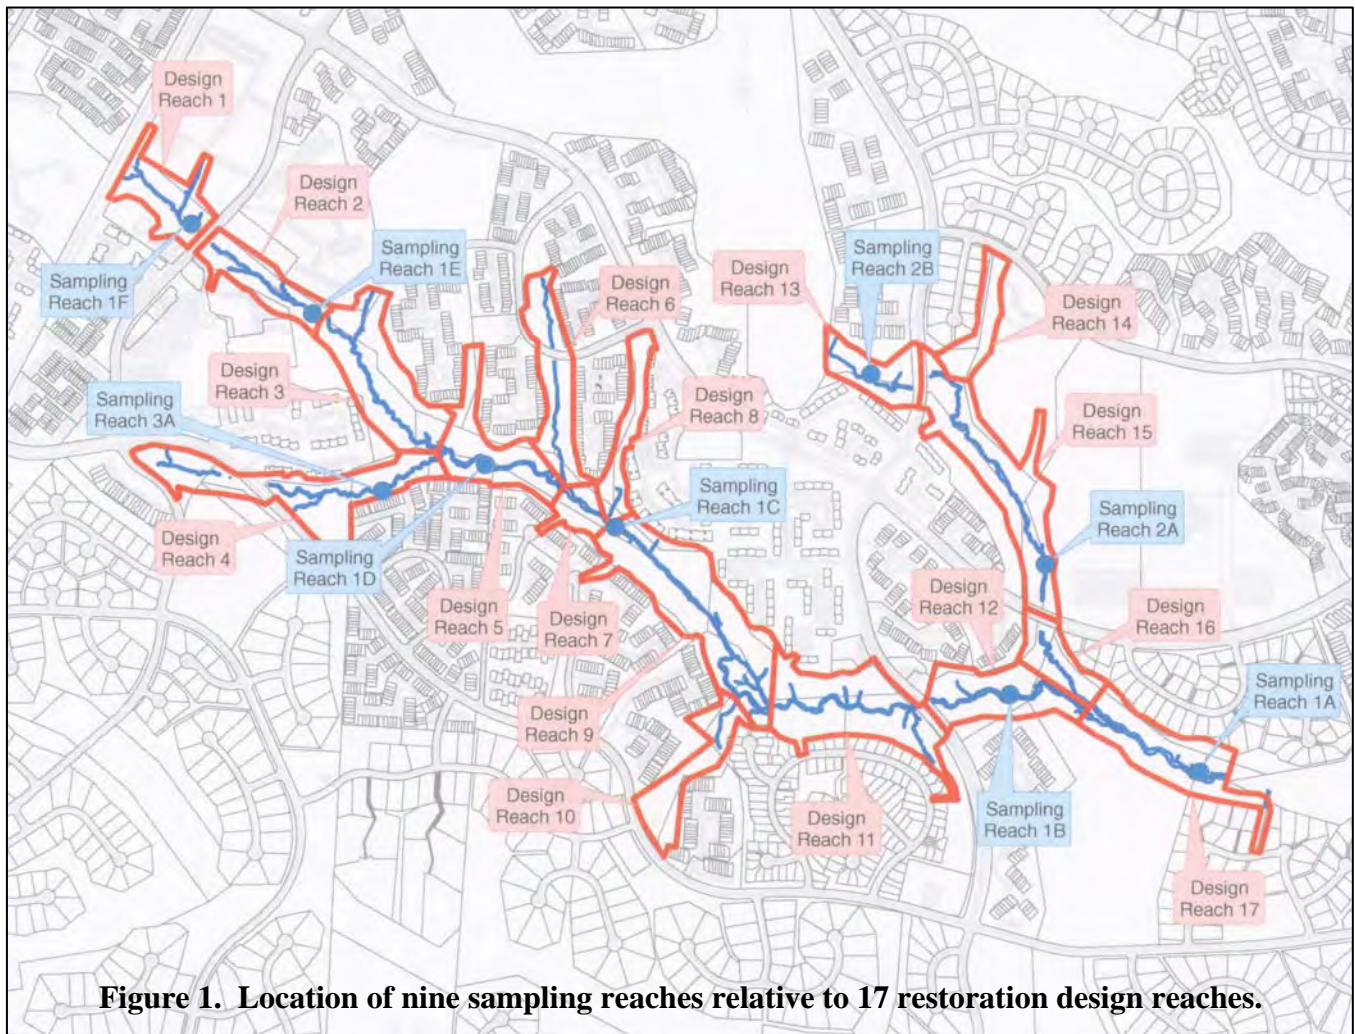 Design
Reach 1
Design
Reach 2
Sampling
Reach 1E
Sampling
Reach 1F
Design
Reach 3
Sampling
Reach 3A
Design
Reach 4
Sampling
Reach 1D
Design
Reach 5
Design
Reach 6
Design
Reach 7
Design
Reach 8
Sampling
Reach 1C
Design
Reach 9
Design
Reach 10
Design
Reach 11
Design
Reach 12
Design
Reach 13
Sampling
Reach 2B
Design
Reach 14
Design
Reach 15
Sampling
Reach 2A
Design
Reach 16
Sampling
Reach 1A
Sampling
Reach 1B
Design
Reach 17
Figure 1. Location of nine sampling reaches relative to 17 restoration design reaches.